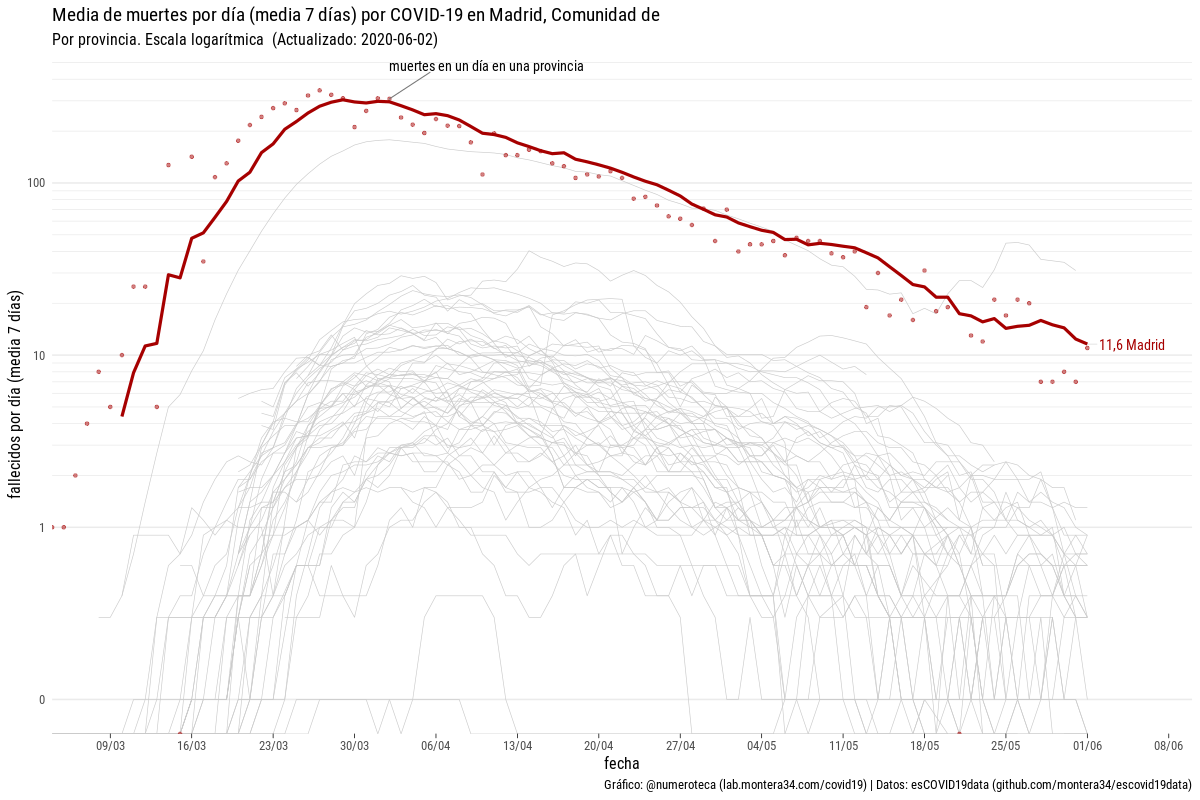 Media de muertes por día (media 7 días) por COVID-19 en Madrid, Comunidad de
Por provincia. Escala logarítmica (Actualizado: 2020-06-02)
muertes en un día en una provincia
100
10
1
0
fallecidos por día (media 7 días)
11,6 Madrid
09/03 16/03 23/03 30/03 06/04 13/04 20/04 27/04 04/05 11/05 18/05 25/05 01/06 08/06
fecha
Gráfico: @numeroteca (lab.montera34.com/covid19) | Datos: esCOVID19data (github.com/montera34/escovid19data)